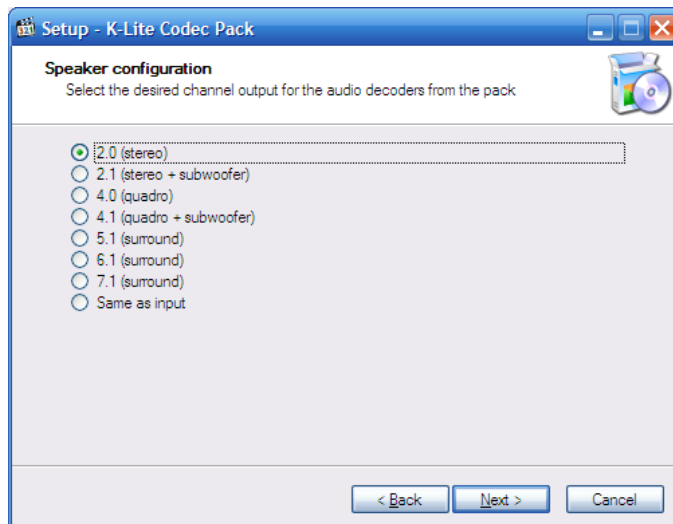 Setup - K-Lite Codec Pack
Speaker configuration
Select the desired channel output for the audio decoders from the pack
2.0 (stereo)
2.1 (stereo + subwoofer)
4.0 (quadro)
4.1 (quadro + subwoofer)
5.1 (surround)
6.1 (surround)
7.1 (surround)
Same as input
< Back Next > Cancel